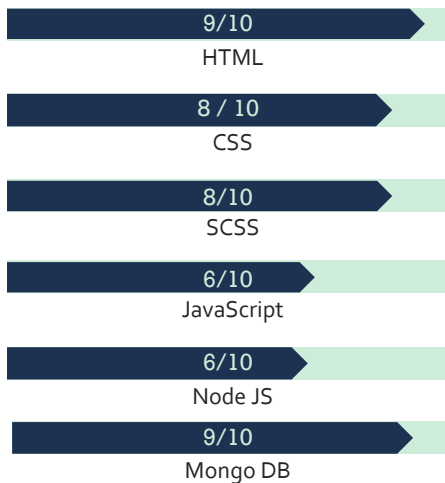 9/10
HTML
8 / 10
CSS
8/10
SCSS
6/10
JavaScript
6/10
Node JS
9/10
Mongo DB